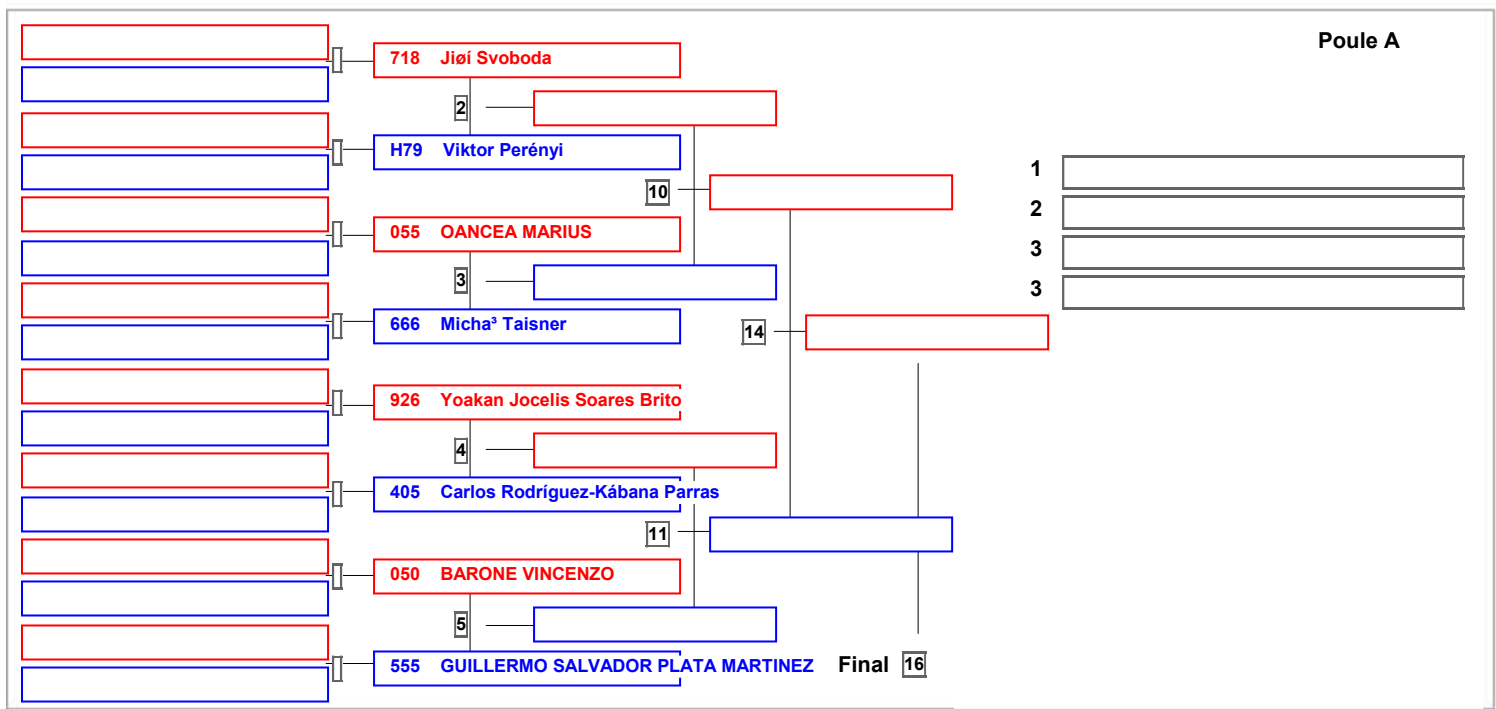 Poule A
718 Jiøí Svoboda
2
H79 Viktor Perényi
10
055 OANCEA MARIUS
3
666 Micha³ Taisner
14
926 Yoakan Jocelis Soares Brito
4
405 Carlos Rodríguez-Kábana Parras
11
050 BARONE VINCENZO
5
555 GUILLERMO SALVADOR PLATA MARTINEZ
Final 16
1
2
3
3